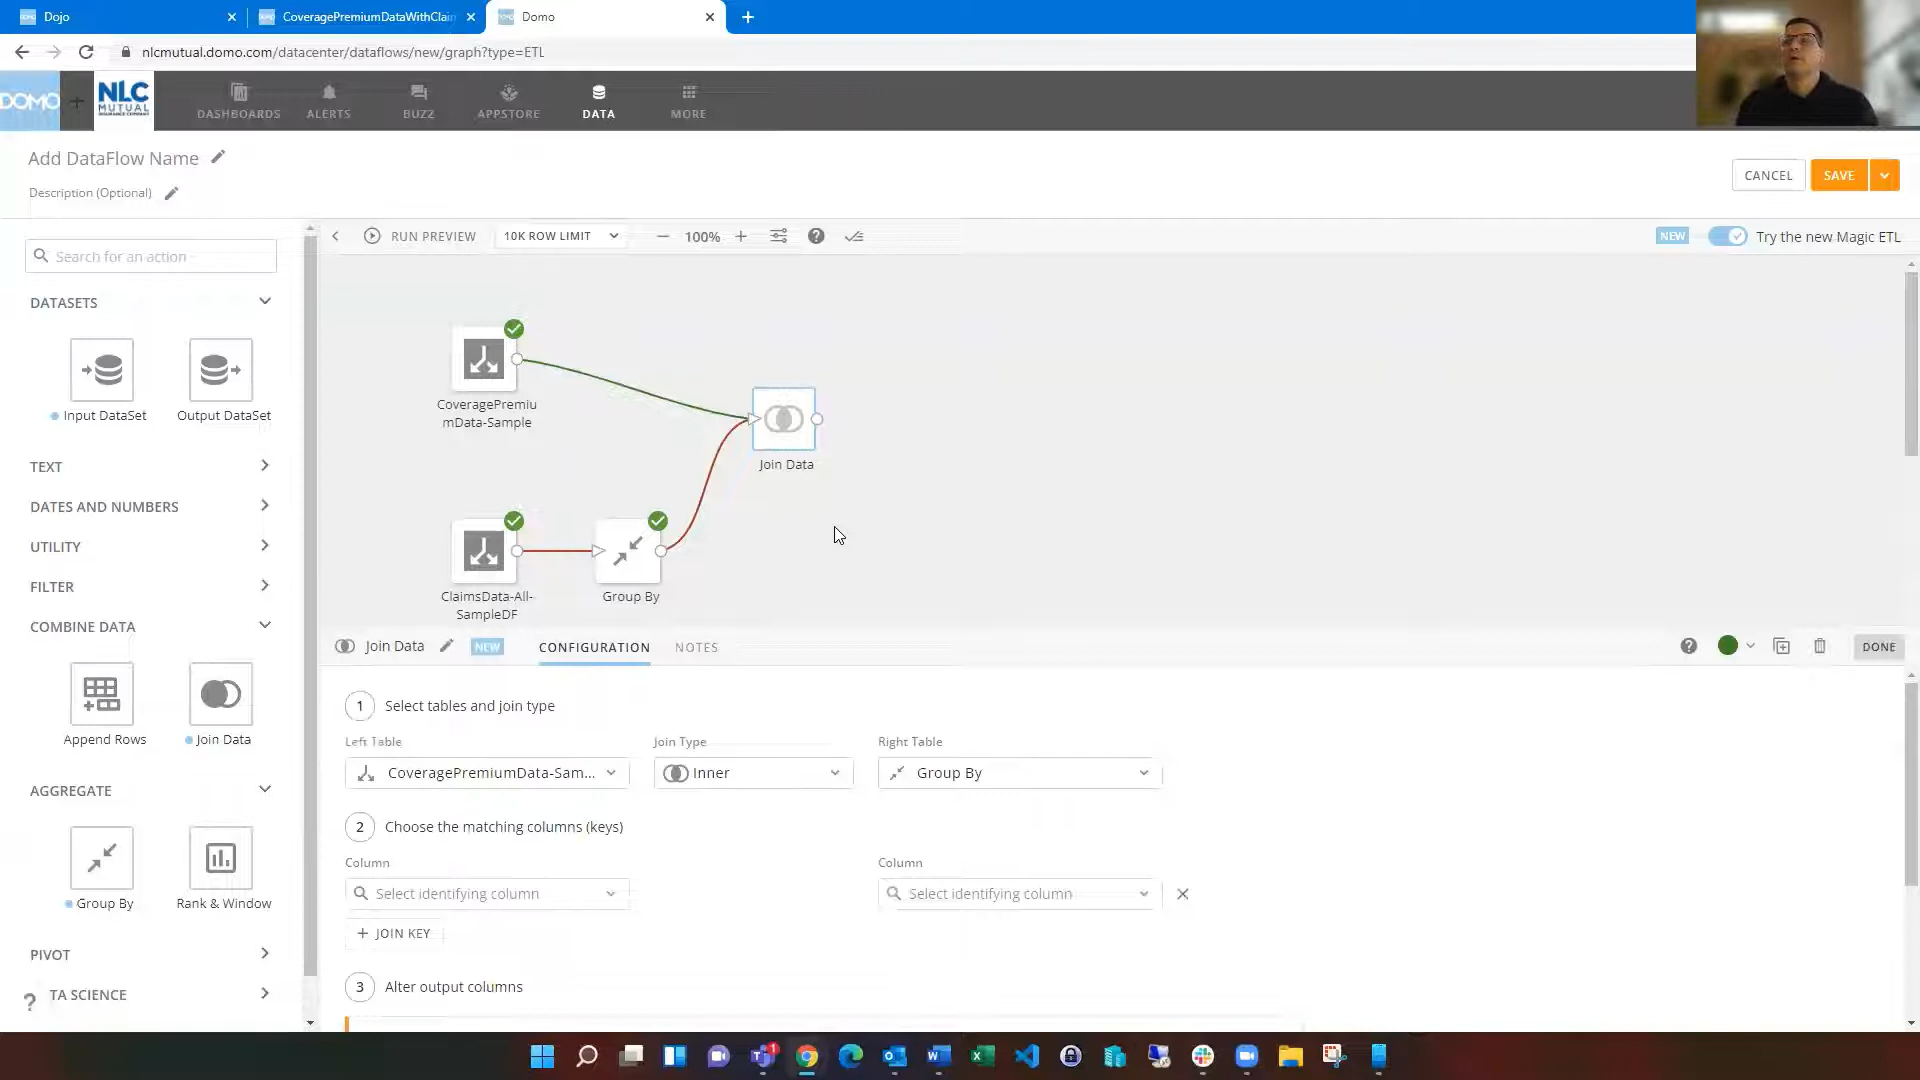 Dojo
CoveragePremiumDataWithClai
Domo
nlcmutual.domo.com/datacenter/dataflows/new/graph?type=ETL
DOMO
NLC
MUTUAL
INSURANCE COMPANY
DASHBOARDS
ALERTS
BUZZ
APPSTORE
DATA
MORE
Add DataFlow Name
Description (Optional)
CANCEL
SAVE
RUN PREVIEW
10K ROW LIMIT
100%
NEW
Try the new Magic ETL
Search for an action
DATASETS
Input DataSet
Output DataSet
TEXT
DATES AND NUMBERS
UTILITY
FILTER
COMBINE DATA
Append Rows
Join Data
AGGREGATE
Group By
Rank & Window
PIVOT
TA SCIENCE
CoveragePremiu
mData-Sample
Join Data
ClaimsData-All-
SampleDF
Group By
Join Data
NEW
CONFIGURATION
NOTES
DONE
1
Select tables and join type
Left Table
Join Type
Right Table
CoveragePremiumData-Sam...
Inner
Group By
2
Choose the matching columns (keys)
Column
Column
Select identifying column
Select identifying column
+ JOIN KEY
3
Alter output columns
1